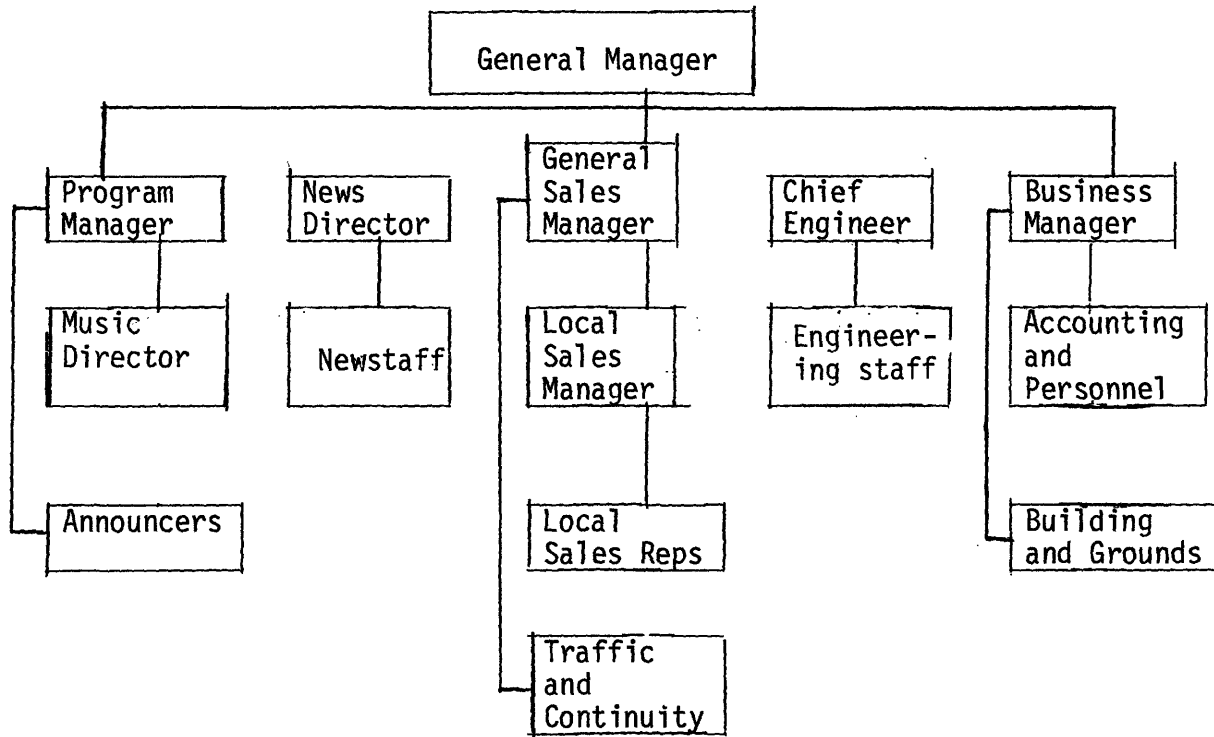 General Manager
Program
Manager
News
Director
General
Sales
Manager
Chief
Engineer
Business
Manager
Music
Director
Newstaff
Local
Sales
Manager
Engineer-
ing staff
Accounting
and
Personnel
Announcers
Local
Sales Reps
Building
and Grounds
Traffic
and
Continuity